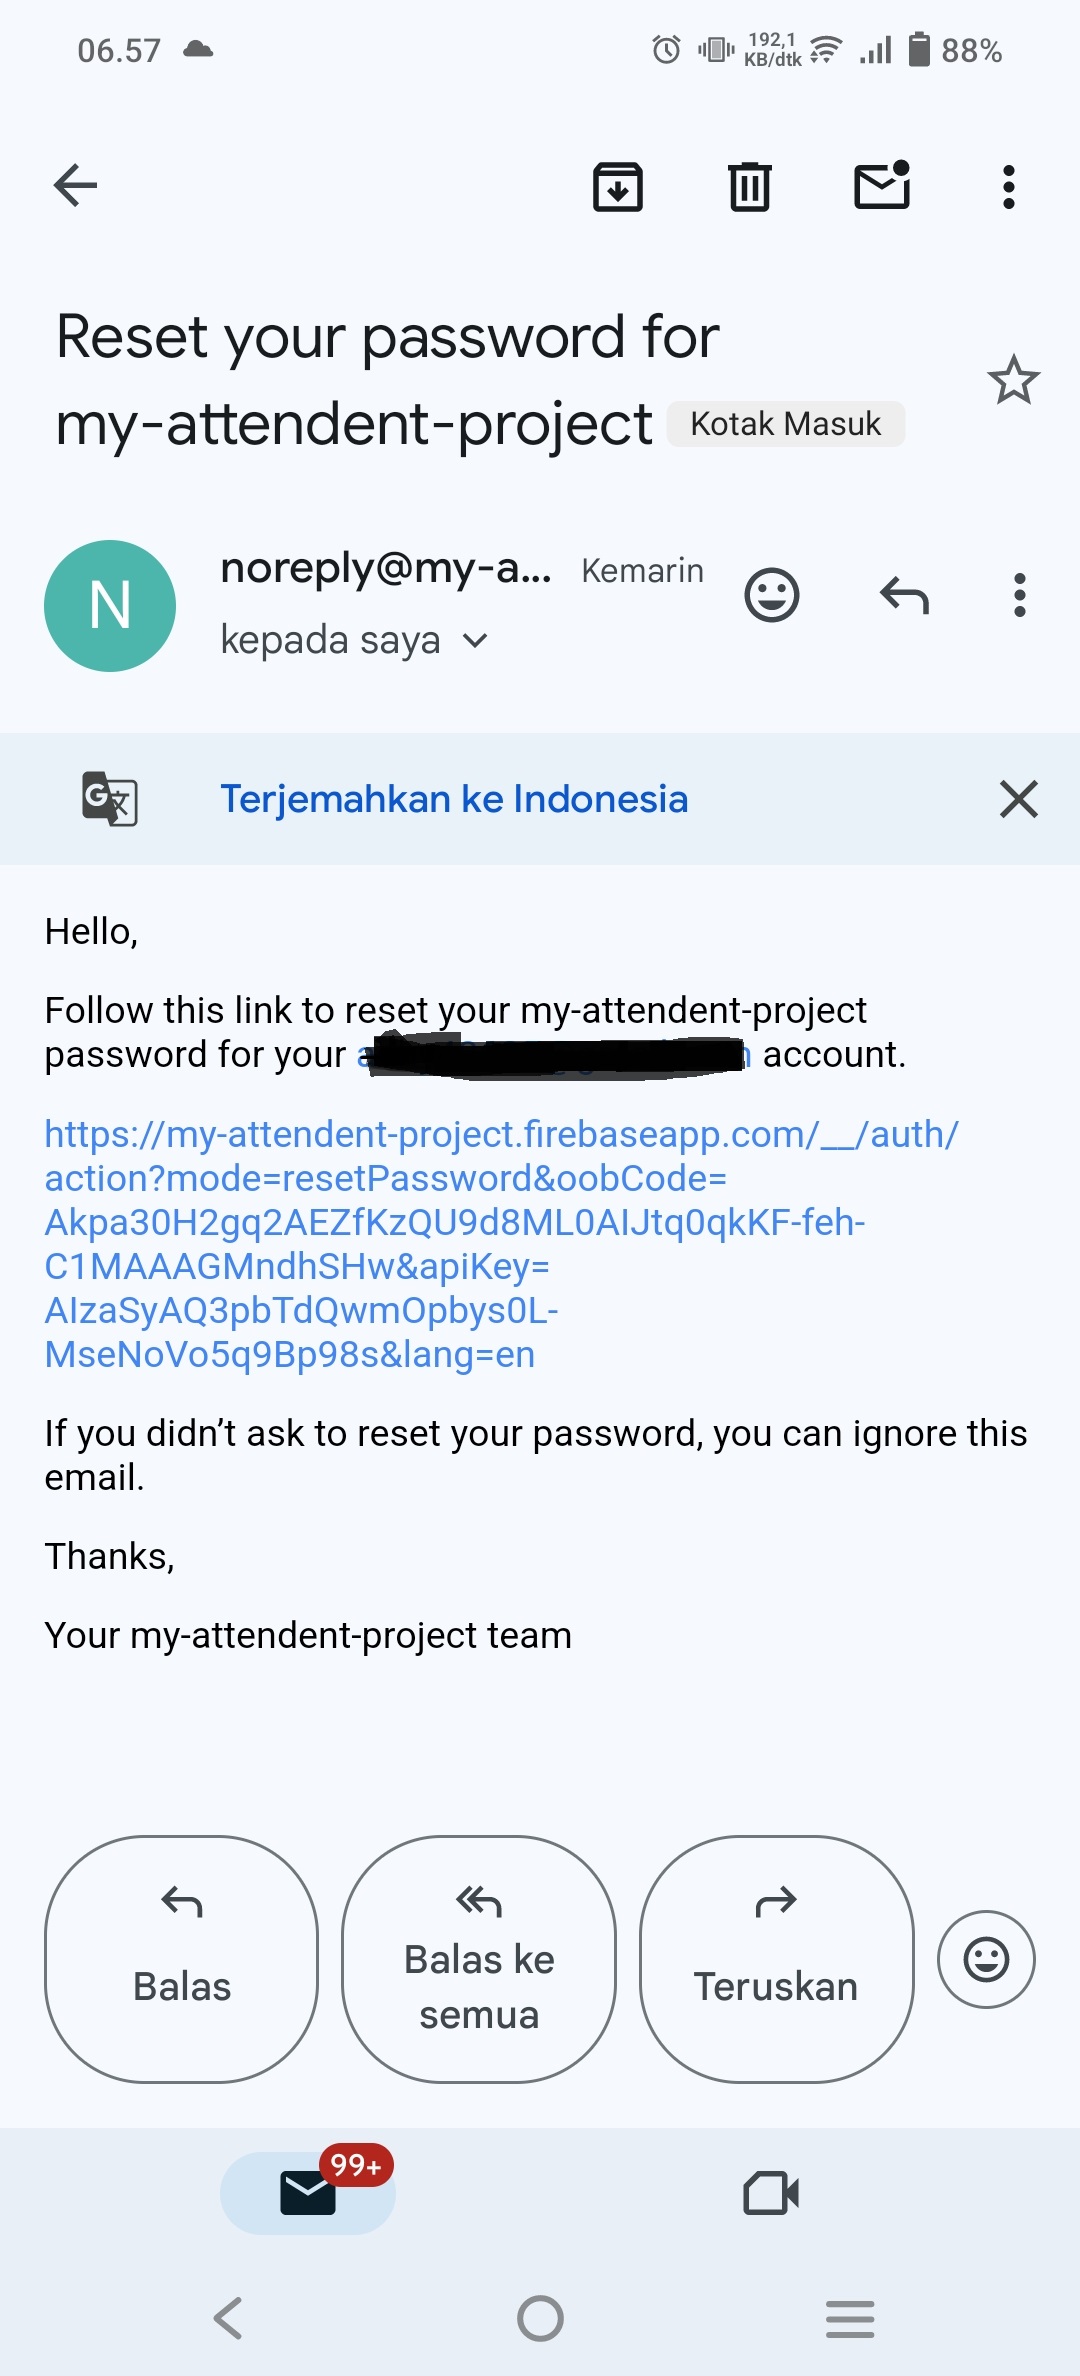 06.57
192,1
KB/dtk
88%
Reset your password for
my-attendent-project Kotak Masuk
N
noreply@my-a... Kemarin
kepada saya
Terjemahkan ke Indonesia
Hello,
Follow this link to reset your my-attendent-project
password for your account.
https://my-attendent-project.firebaseapp.com/__/auth/
action?mode=resetPassword&oobCode=
Akpa30H2gq2AEZfKzQU9d8ML0AIJtq0qkKF-feh-
C1MAAAGMndhSHw&apiKey=
AIzaSyAQ3pbTdQwmOpbys0L-
MseNoVo5q9Bp98s&lang=en
If you didn’t ask to reset your password, you can ignore this
email.
Thanks,
Your my-attendent-project team
Balas
Balas ke
semua
Teruskan
99+